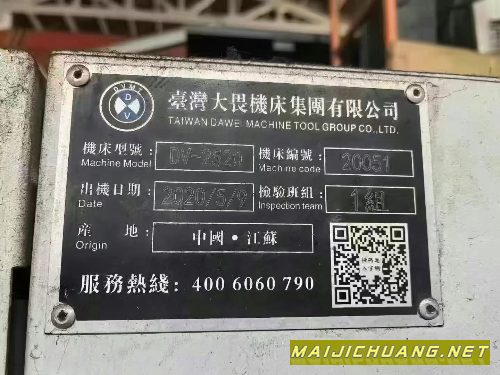 DVMT
DV
臺灣大畏機床集團有限公司
TAIWAN DAWEI MACHINE TOOL GROUP CO.,LTD.
機床型號: DV-2520 機床編號: 20051
Machine Model Machine code
出機日期: 2020/5/9 檢驗班組: 1組
Date Inspection team
產 地: 中國·江蘇
Origin
服務熱綫: 400 6060 790
MAIJICHUANG.NET